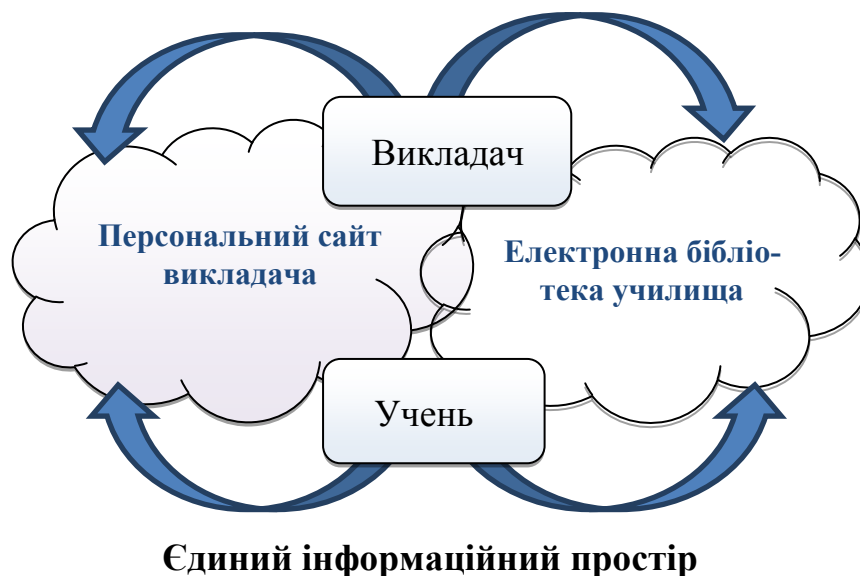 Викладач
Персональний сайт
викладача
Електронна бібліо-
тека училища
Учень
Єдиний інформаційний простір